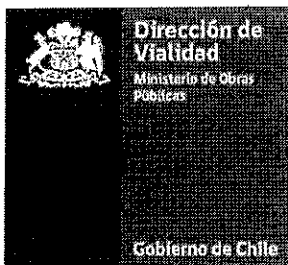 Dirección de
Vialidad
Ministerio de Obras
Públicas
Gobierno de Chile